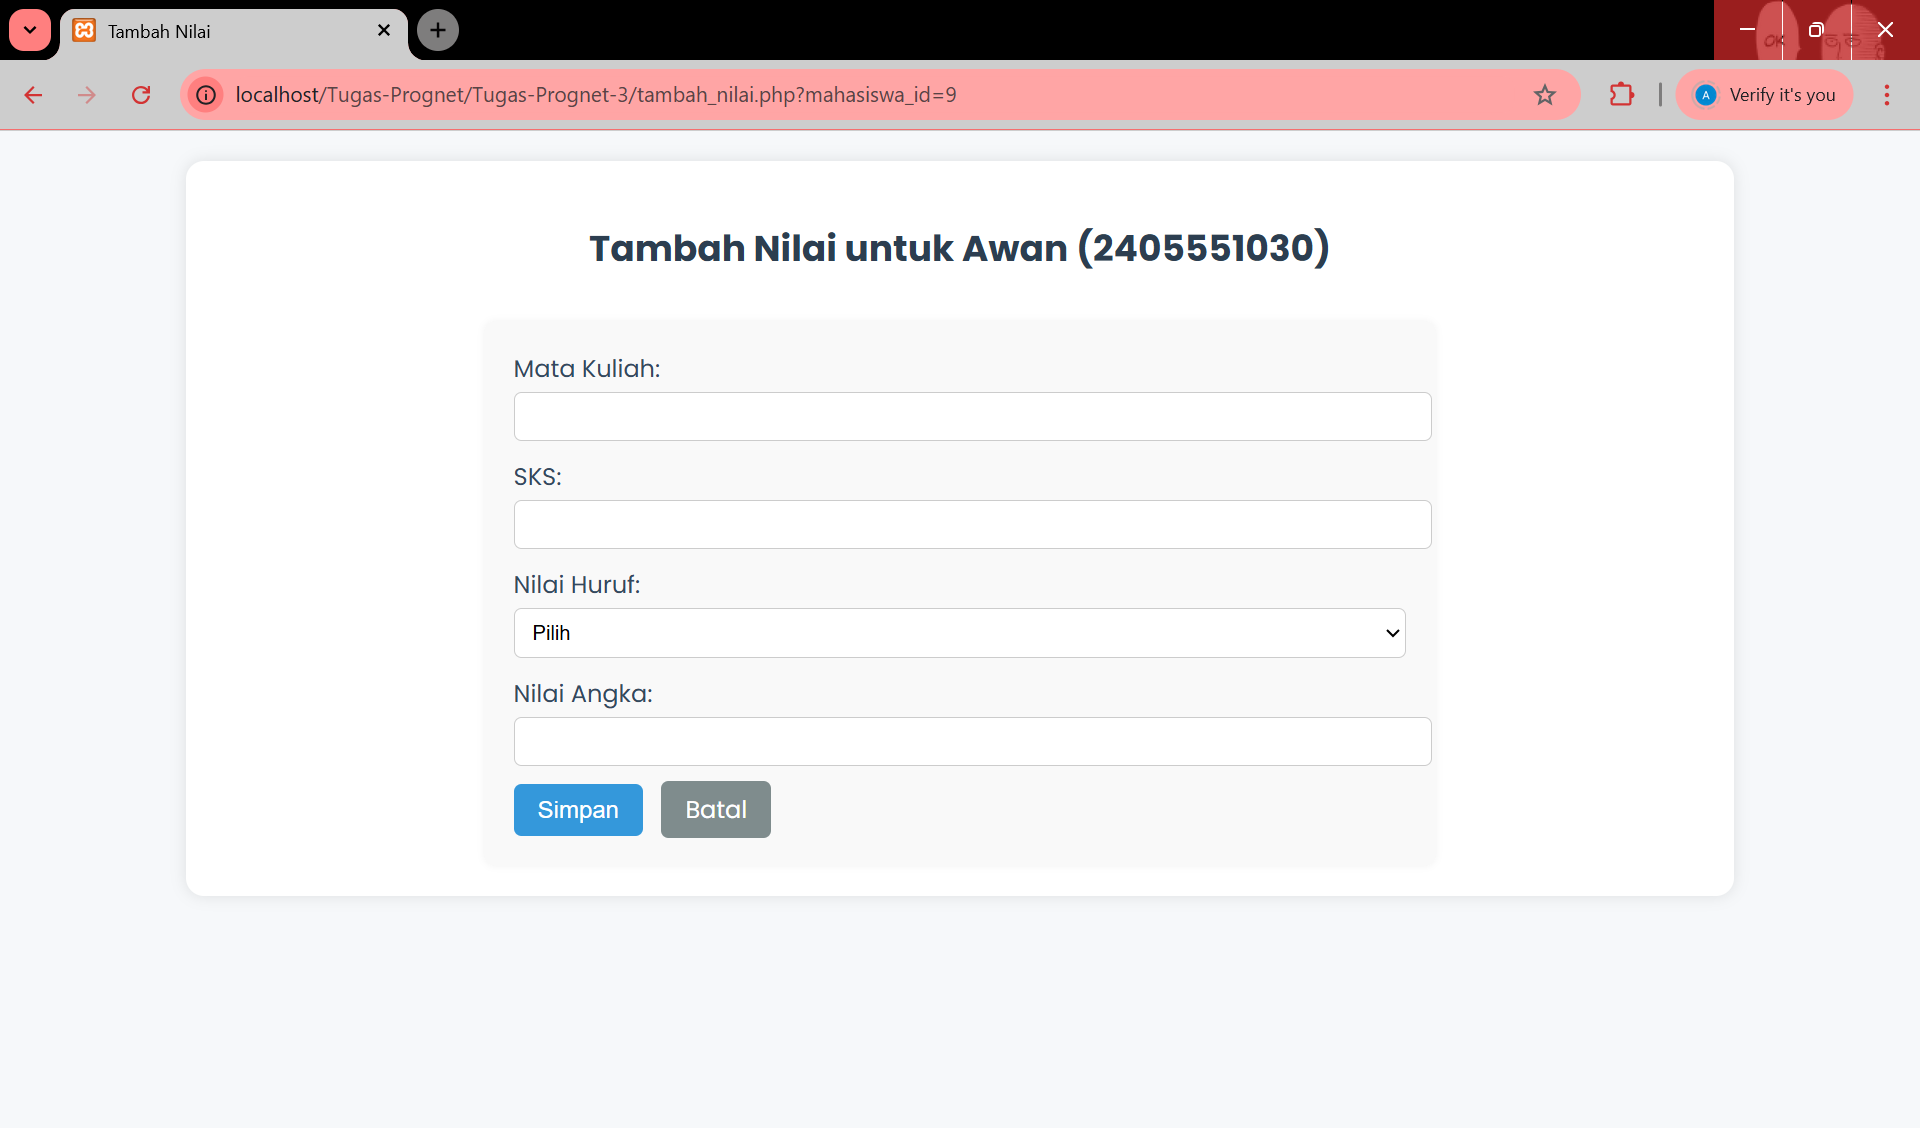 Tambah Nilai
OK
localhost/Tugas-Prognet/Tugas-Prognet-3/tambah_nilai.php?mahasiswa_id=9
A
Verify it's you
Tambah Nilai untuk Awan (2405551030)
Mata Kuliah:
SKS:
Nilai Huruf:
Pilih
Nilai Angka:
Simpan
Batal